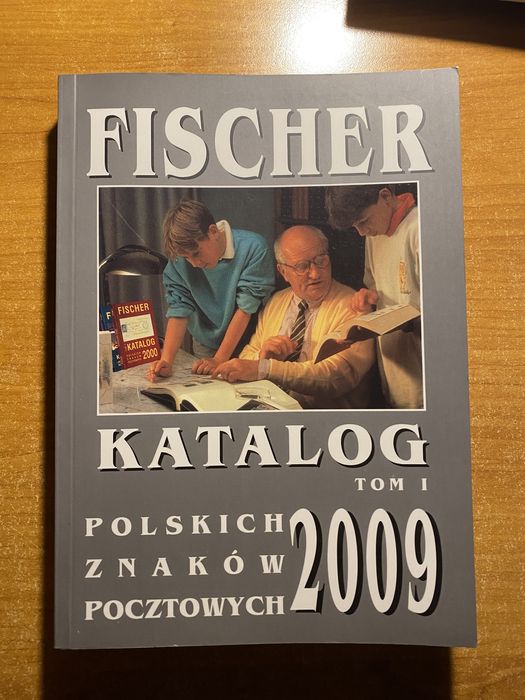 FISCHER
FISCHER
KATALOG
2000
KATALOG
TOM I
POLSKICH
ZNAKÓW
POCZTOWYCH
2009